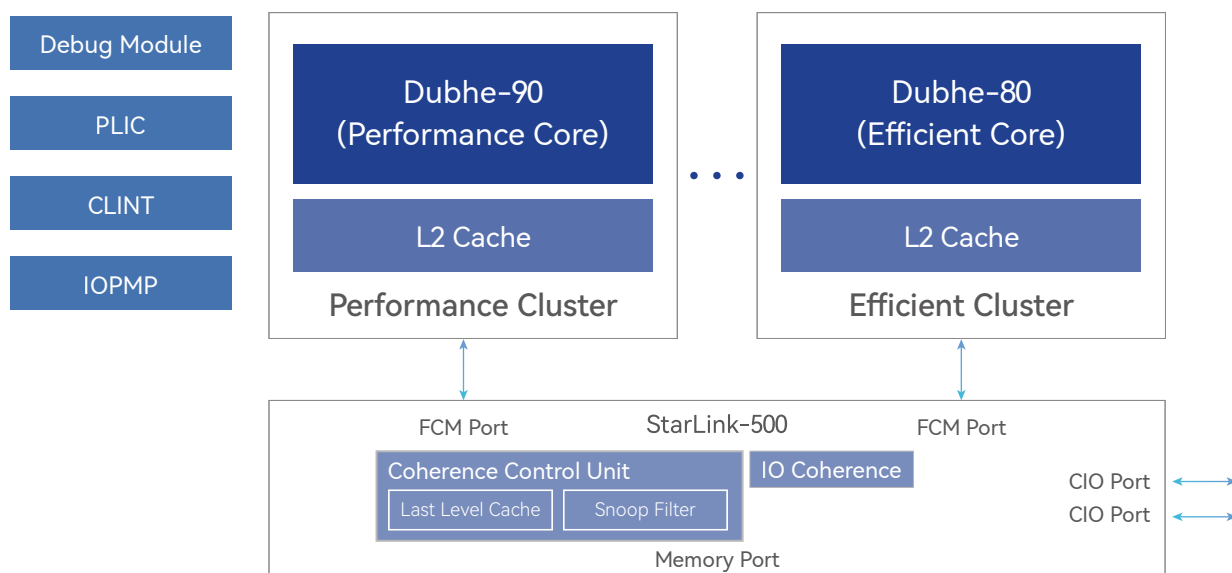 Debug Module
PLIC
CLINT
IOPMP
Dubhe-90
(Performance Core)
L2 Cache
Performance Cluster
Dubhe-80
(Efficient Core)
L2 Cache
Efficient Cluster
FCM Port
StarLink-500
FCM Port
Coherence Control Unit
Last Level Cache
Snoop Filter
IO Coherence
CIO Port
CIO Port
Memory Port